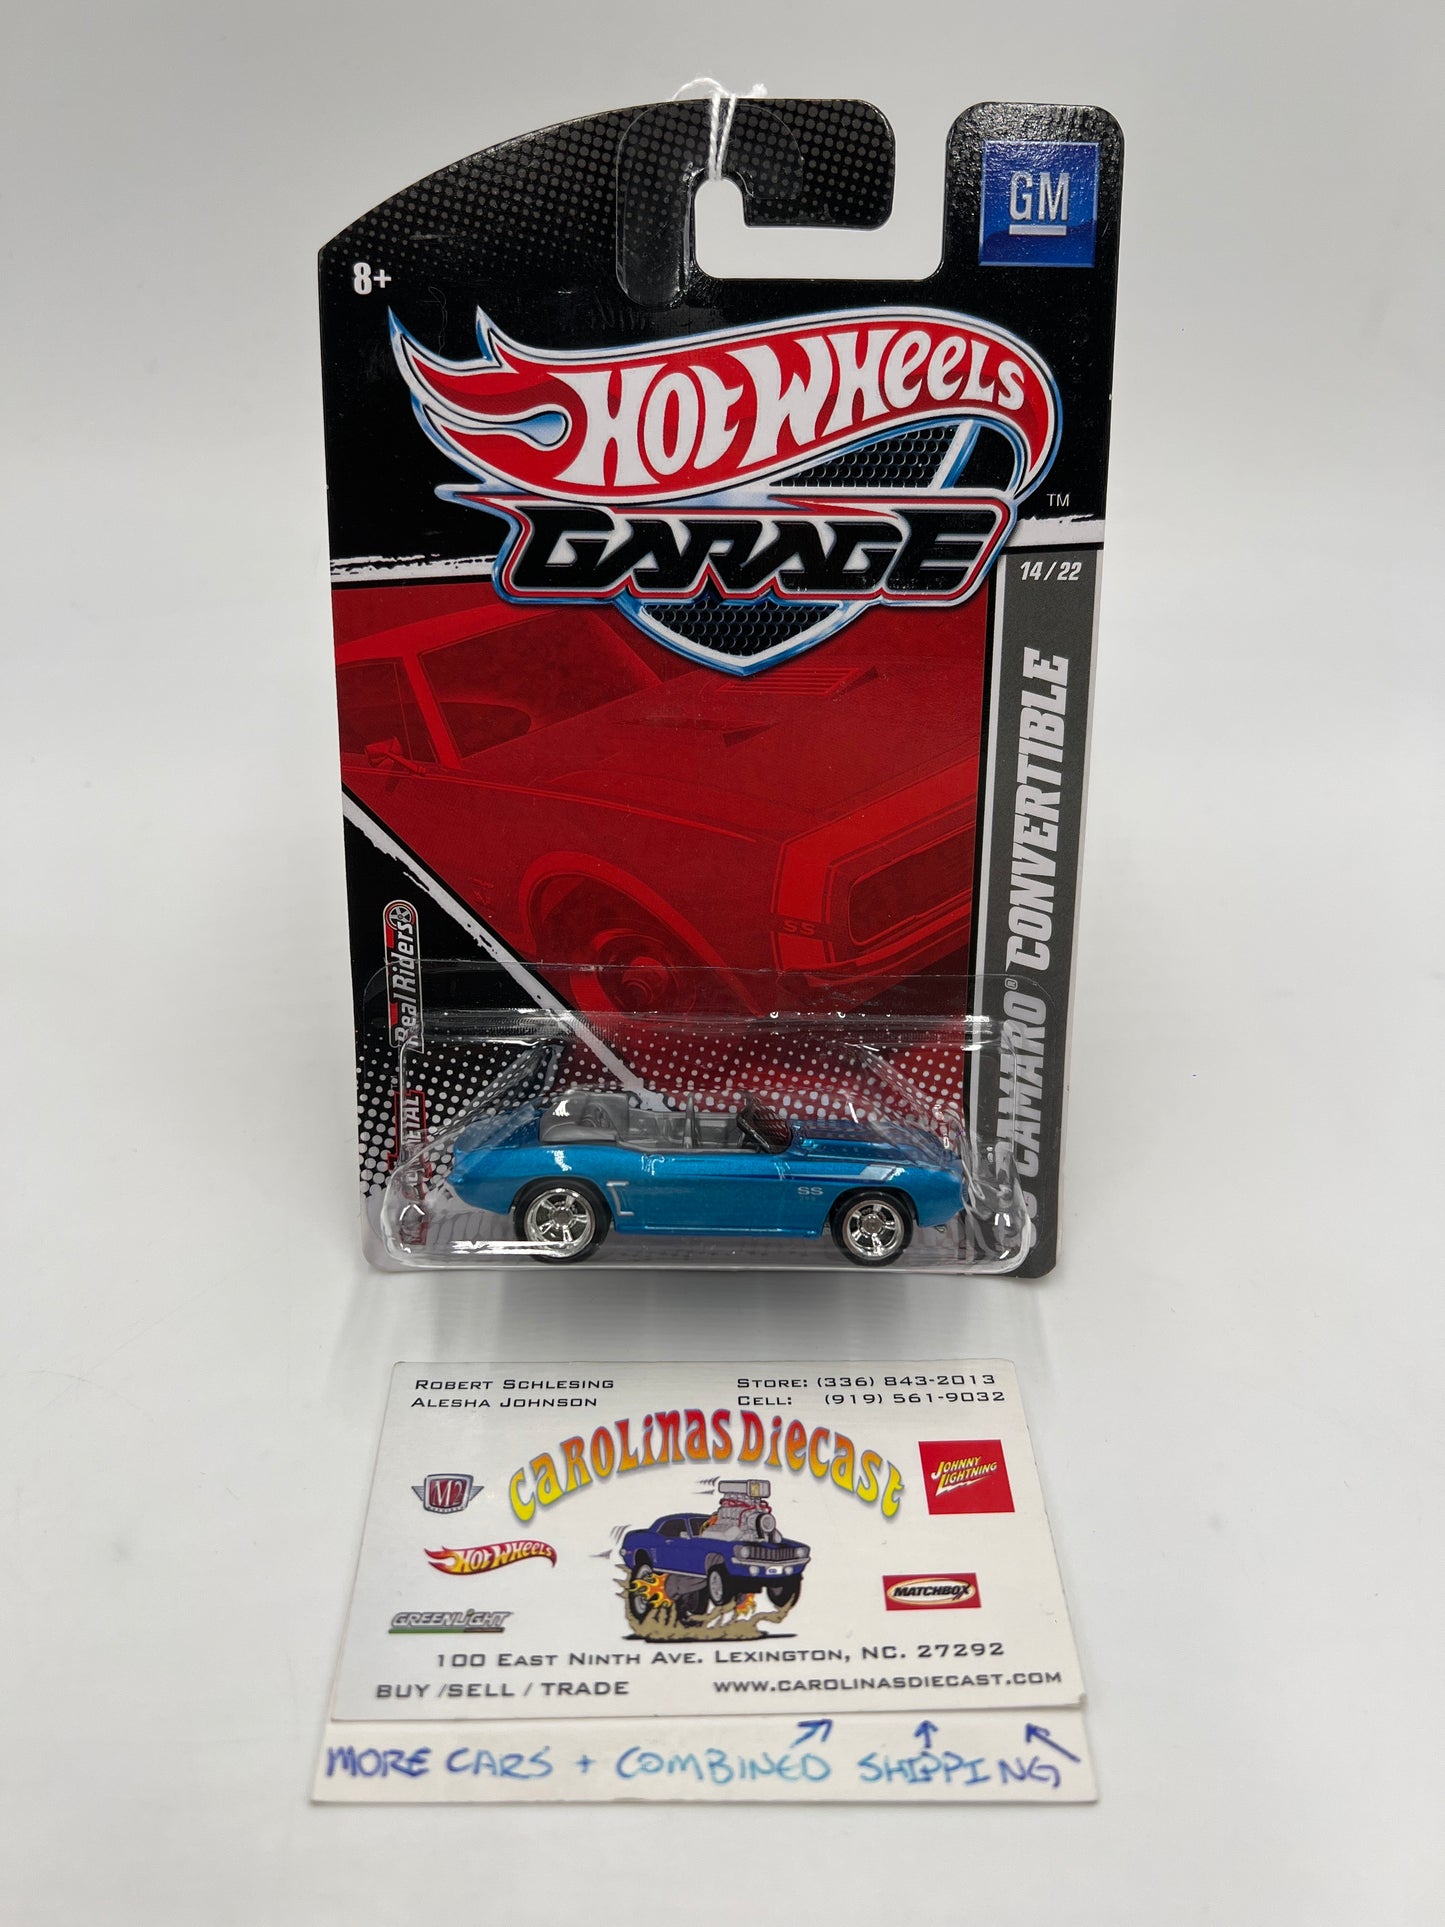 GM
8+
HOT WHEELS
TM
GARAGE
14/22
CAMARO® CONVERTIBLE
SS
Real Riders
SS
ROBERT SCHLESING
STORE: (336) 843-2013
ALESHA JOHNSON
CELL: (919) 561-9032
CAROLINAS DIECAST
M2
JOHNNY LIGHTNING
HOT WHEELS
MATCHBOX
GREENLIGHT
100 EAST NINTH AVE. LEXINGTON, NC. 27292
BUY /SELL / TRADE
WWW.CAROLINASDIECAST.COM
MORE CARS + COMBINED SHIPPING